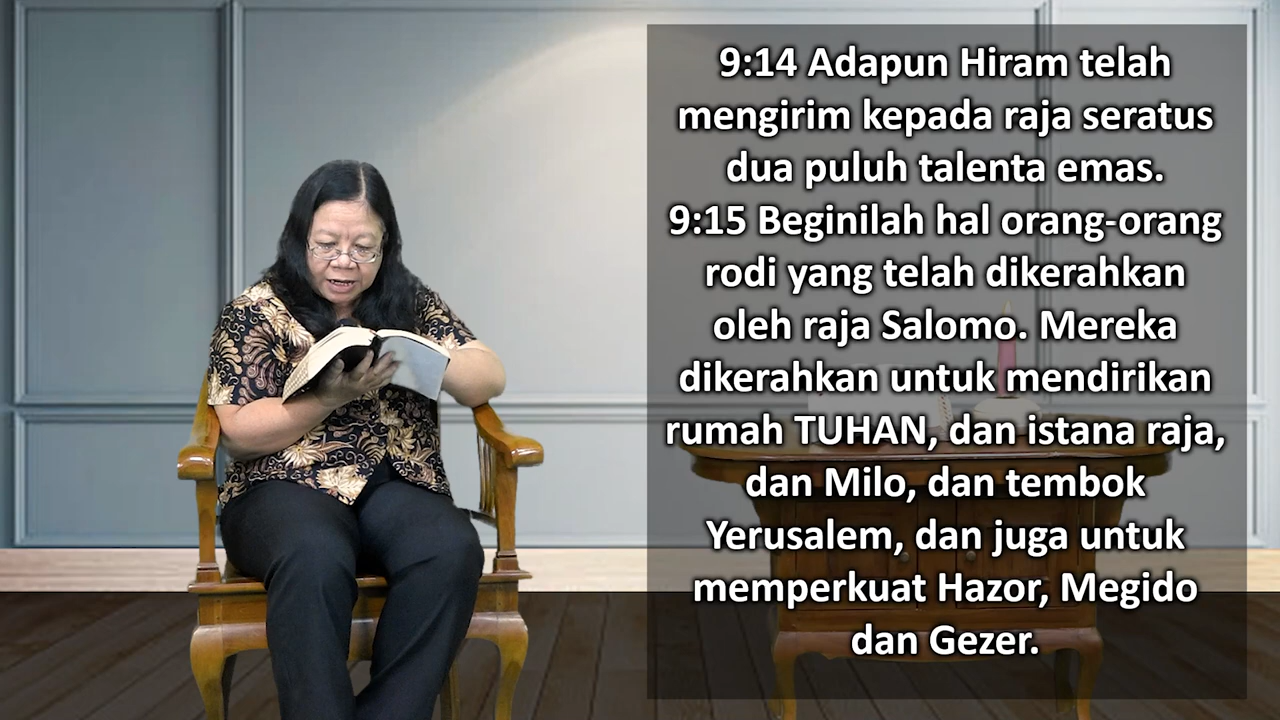 9:14 Adapun Hiram telah
mengirim kepada raja seratus
dua puluh talenta emas.
9:15 Beginilah hal orang-orang
rodi yang telah dikerahkan
oleh raja Salomo. Mereka
dikerahkan untuk mendirikan
rumah TUHAN, dan istana raja,
dan Milo, dan tembok
Yerusalem, dan juga untuk
memperkuat Hazor, Megido
dan Gezer.